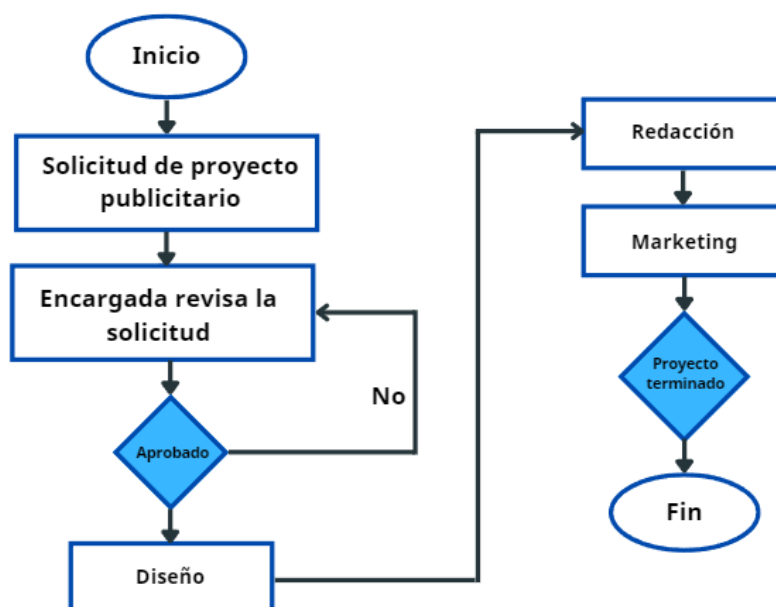 Inicio
Solicitud de proyecto
publicitario
Encargada revisa la
solicitud
No
Aprobado
Diseño
Redacción
Marketing
Proyecto
terminado
Fin